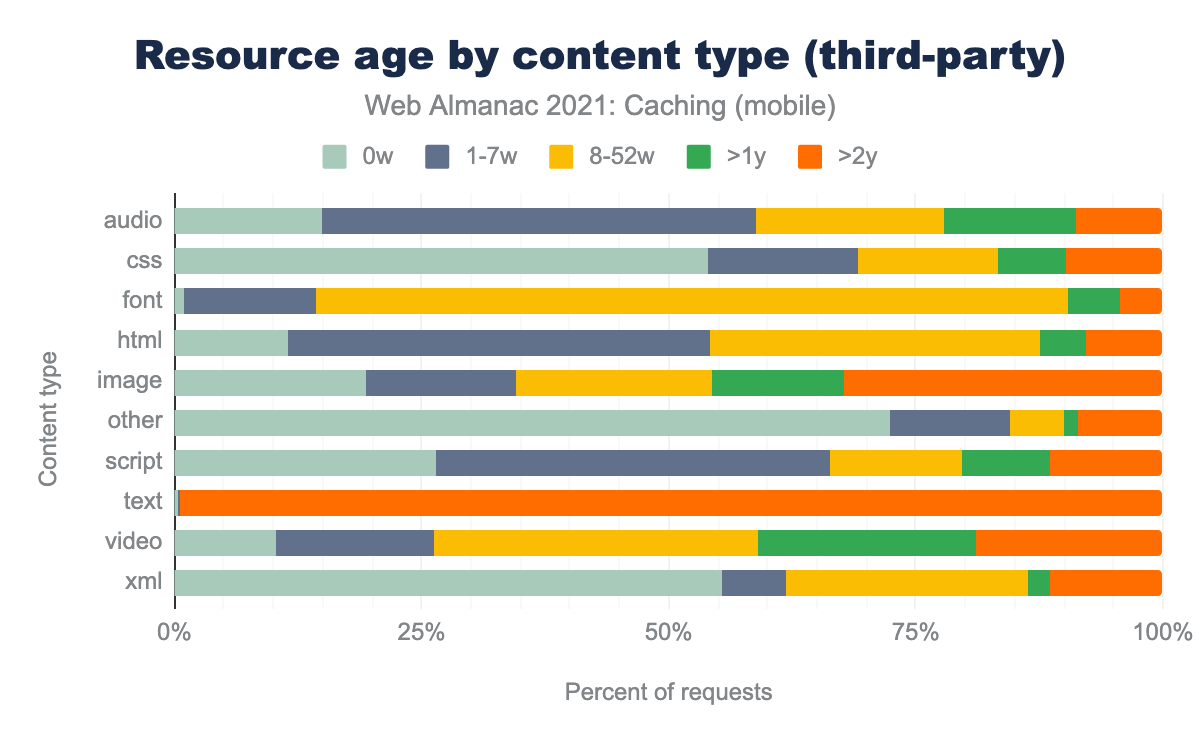 Resource age by content type (third-party)
Web Almanac 2021: Caching (mobile)
0w 1-7w 8-52w >1y >2y
Content type
audio
css
font
html
image
other
script
text
video
xml
0% 25% 50% 75% 100%
Percent of requests